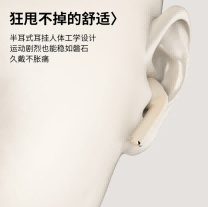 狂甩不掉的舒适〉
半耳式耳挂人体工学设计
运动剧烈也能稳如磐石
久戴不胀痛